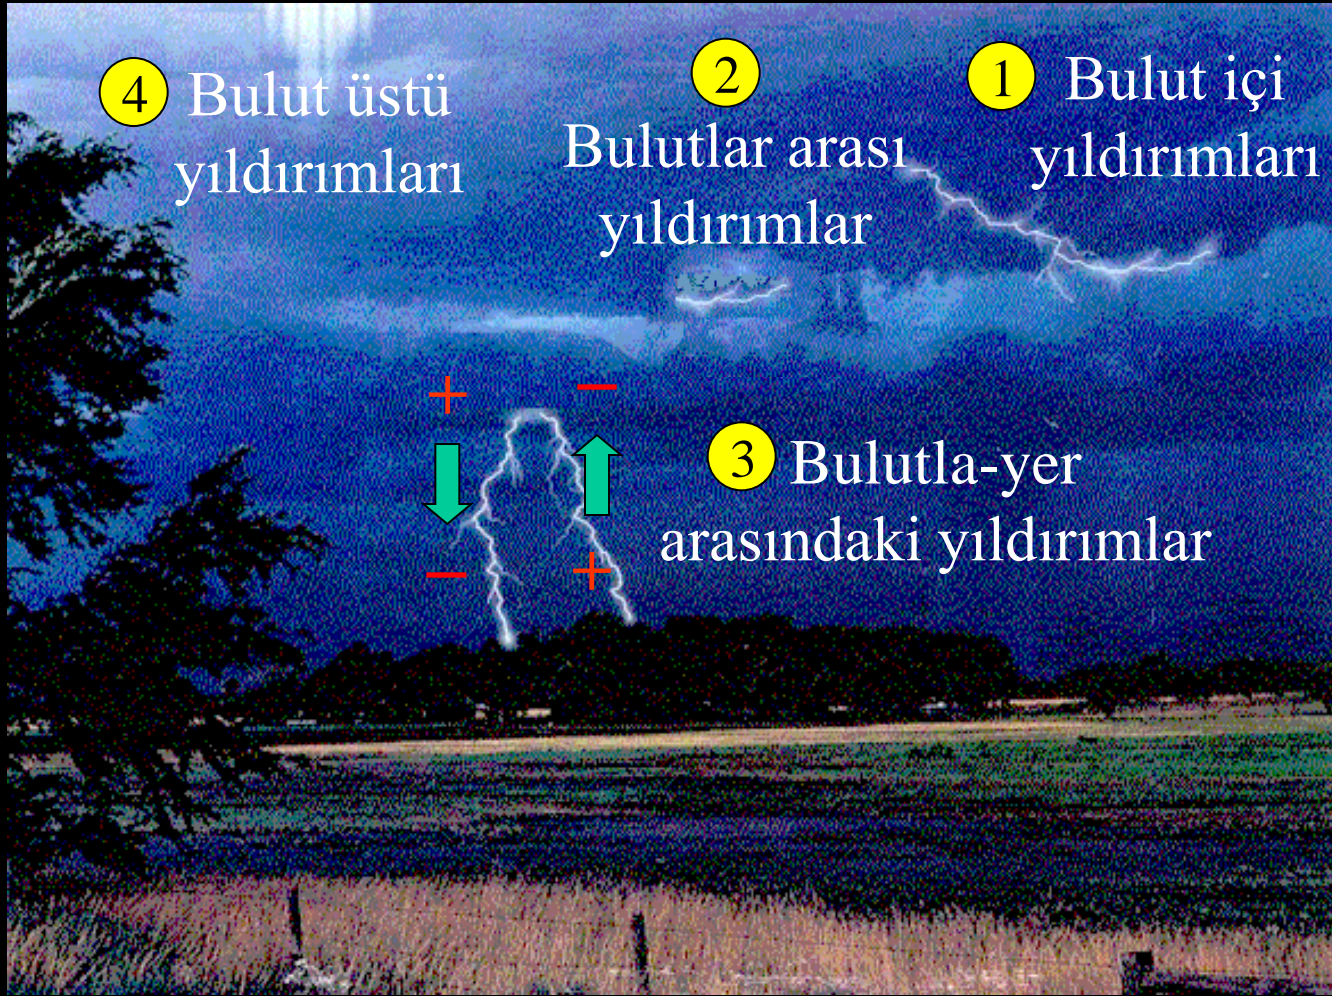 4 Bulut üstü
yıldırımları
2
Bulutlar arası
yıldırımlar
1 Bulut içi
yıldırımları
+ –
– +
3 Bulutla-yer
arasındaki yıldırımlar